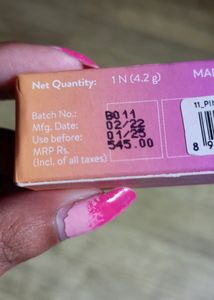 Net Quantity: 1 N (4.2 g) MA
Batch No.: B011
Mfg. Date: 02/22
Use before: 01/25
MRP Rs. 545.00
(Incl. of all taxes)
11_PI
8